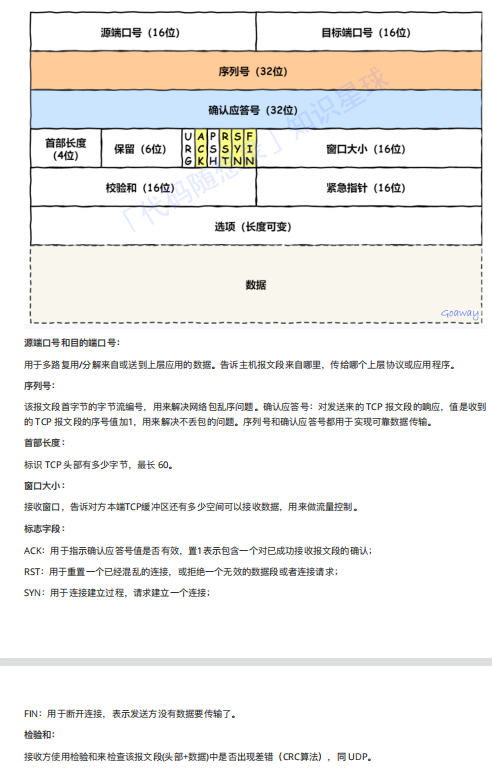 源端口号（16位） 目标端口号（16位）
序列号（32位）
确认应答号（32位）
首部长度（4位） 保留（6位） URG ACK PSH RST SYN FIN 窗口大小（16位）
校验和（16位） 紧急指针（16位）
选项（长度可变）
数据
「代码随想录」知识星球
Goaway
源端口号和目的端口号：
用于多路复用/分解来自或送到上层应用的数据。告诉主机报文段来自哪里，传给哪个上层协议或应用程序。
序列号：
该报文段首字节的字节流编号，用来解决网络包乱序问题。确认应答号：对发送来的 TCP 报文段的响应，值是收到
的 TCP 报文段的序号值加1，用来解决不丢包的问题。序列号和确认应答号都用于实现可靠数据传输。
首部长度：
标识 TCP 头部有多少字节，最长 60。
窗口大小：
接收窗口，告诉对方本端TCP缓冲区还有多少空间可以接收数据，用来做流量控制。
标志字段：
ACK：用于指示确认应答号值是否有效，置1表示包含一个对已成功接收报文段的确认；
RST：用于重置一个已经混乱的连接，或拒绝一个无效的数据段或者连接请求；
SYN：用于连接建立过程，请求建立一个连接；
FIN：用于断开连接，表示发送方没有数据要传输了。
检验和：
接收方使用检验和来检查该报文段(头部+数据)中是否出现差错（CRC算法），同 UDP。